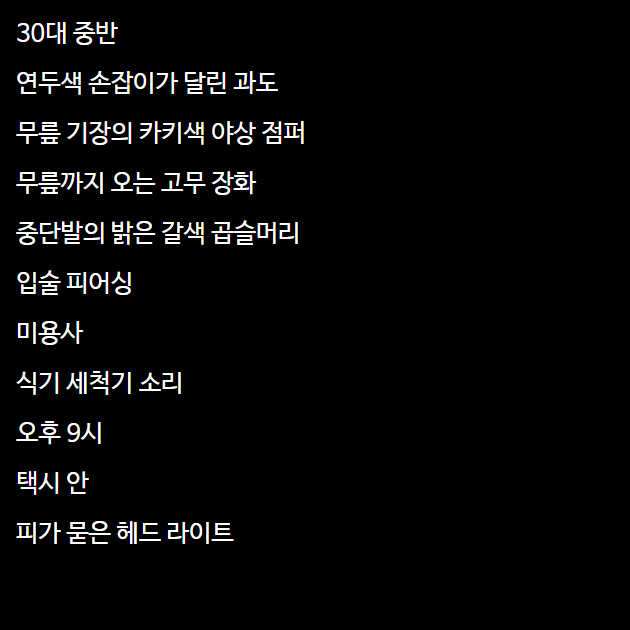 30대 중반
연두색 손잡이가 달린 과도
무릎 기장의 카키색 야상 점퍼
무릎까지 오는 고무 장화
중단발의 밝은 갈색 곱슬머리
입술 피어싱
미용사
식기 세척기 소리
오후 9시
택시 안
피가 묻은 헤드 라이트